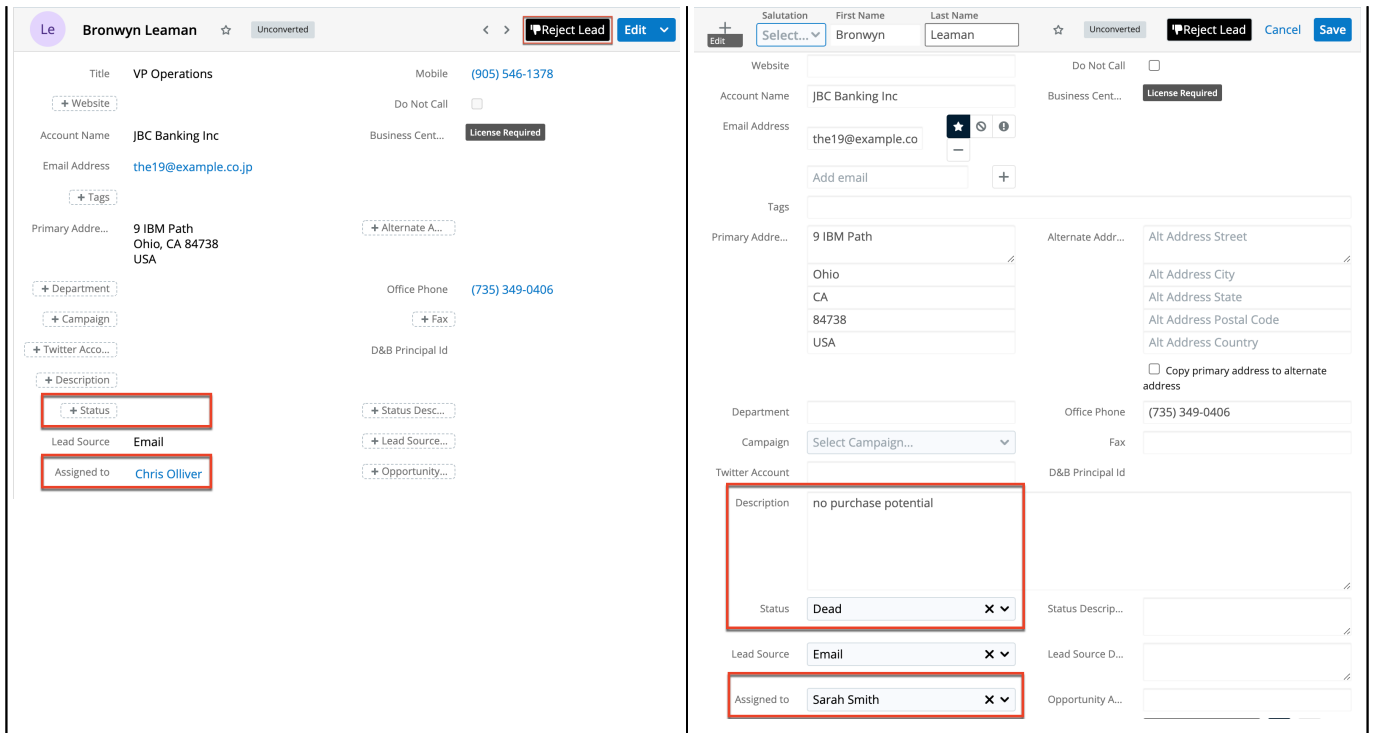 Le Bronwyn Leaman Unconverted Reject Lead Edit
Title VP Operations Mobile (905) 546-1378
+ Website Do Not Call
Account Name JBC Banking Inc Business Cent... License Required
Email Address the19@example.co.jp
+ Tags
Primary Addre... 9 IBM Path + Alternate A...
Ohio, CA 84738
USA
+ Department Office Phone (735) 349-0406
+ Campaign + Fax
+ Twitter Acco... D&B Principal Id
+ Description
+ Status + Status Desc...
Lead Source Email + Lead Source...
Assigned to Chris Olliver + Opportunity...
Salutation First Name Last Name
Edit Select... Bronwyn Leaman Unconverted Reject Lead Cancel Save
Website Do Not Call
Account Name JBC Banking Inc Business Cent... License Required
Email Address the19@example.co
Add email
Tags
Primary Addre... 9 IBM Path Alternate Addr... Alt Address Street
Ohio Alt Address City
CA Alt Address State
84738 Alt Address Postal Code
USA Alt Address Country
Copy primary address to alternate
address
Department Office Phone (735) 349-0406
Campaign Select Campaign... Fax
Twitter Account D&B Principal Id
Description no purchase potential
Status Dead Status Descrip...
Lead Source Email Lead Source D...
Assigned to Sarah Smith Opportunity A...